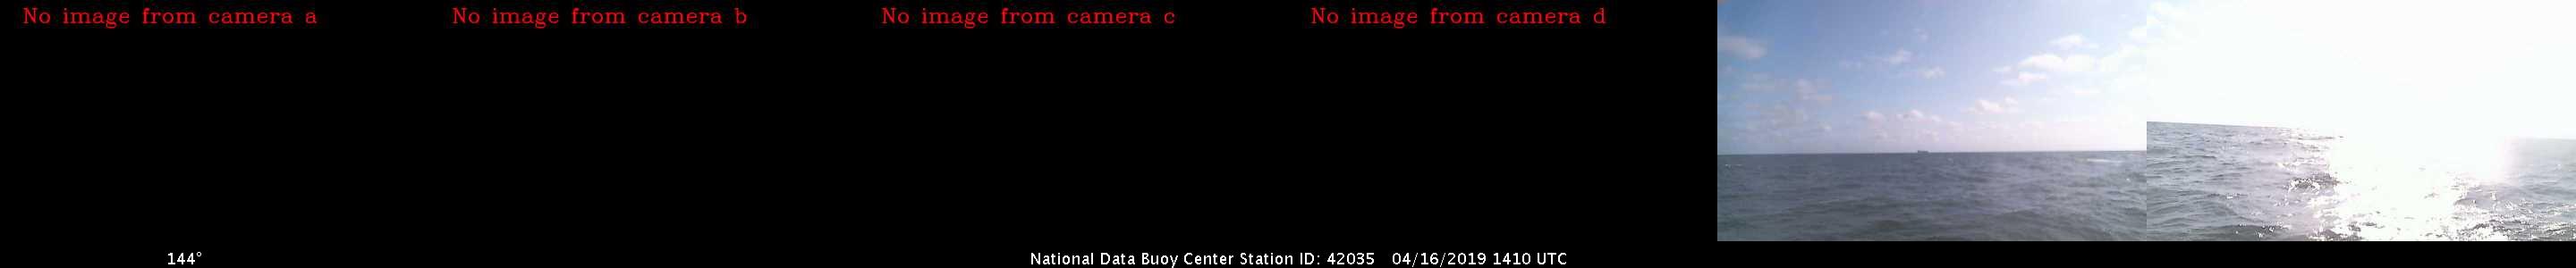 No image from camera a
No image from camera b
No image from camera c
No image from camera d
144°
National Data Buoy Center Station ID: 42035 04/16/2019 1410 UTC